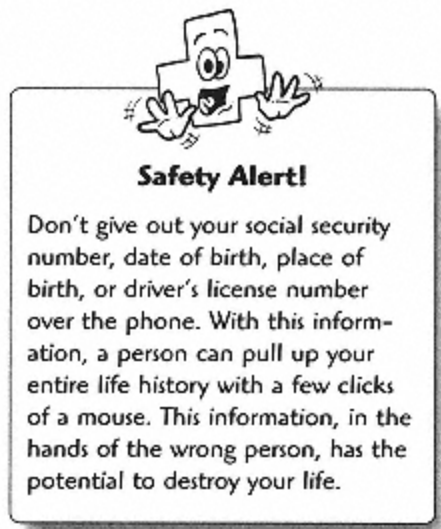 Safety Alert!
Don't give out your social security
number, date of birth, place of
birth, or driver's license number
over the phone. With this inform-
ation, a person can pull up your
entire life history with a few clicks
of a mouse. This information, in the
hands of the wrong person, has the
potential to destroy your life.